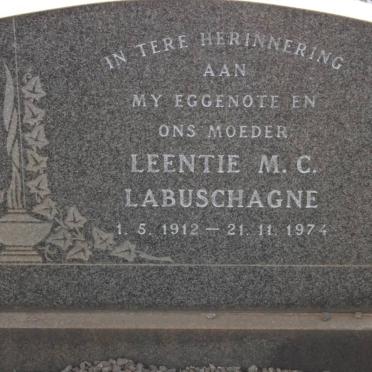 IN TERE HERINNERING
AAN
MY EGGENOTE EN
ONS MOEDER
LEENTIE M. C.
LABUSCHAGNE
1. 5. 1912 — 21. 11. 1974